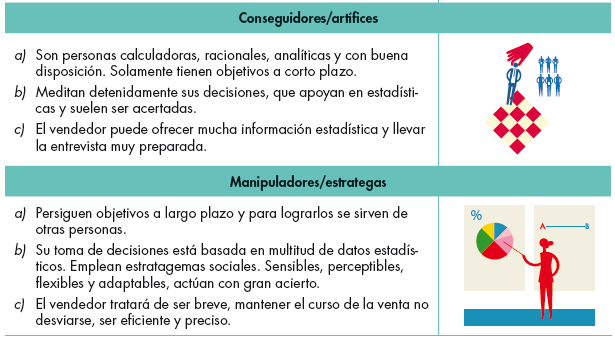 Conseguidores/artífices
a) Son personas calculadoras, racionales, analíticas y con buena
disposición. Solamente tienen objetivos a corto plazo.
b) Meditan detenidamente sus decisiones, que apoyan en estadísti-
cas y suelen ser acertadas.
c) El vendedor puede ofrecer mucha información estadística y llevar
la entrevista muy preparada.
Manipuladores/estrategas
a) Persiguen objetivos a largo plazo y para lograrlos se sirven de
otras personas.
b) Su toma de decisiones está basada en multitud de datos estadís-
ticos. Emplean estratagemas sociales. Sensibles, perceptibles,
flexibles y adaptables, actúan con gran acierto.
c) El vendedor tratará de ser breve, mantener el curso de la venta no
desviarse, ser eficiente y preciso.
%
A B